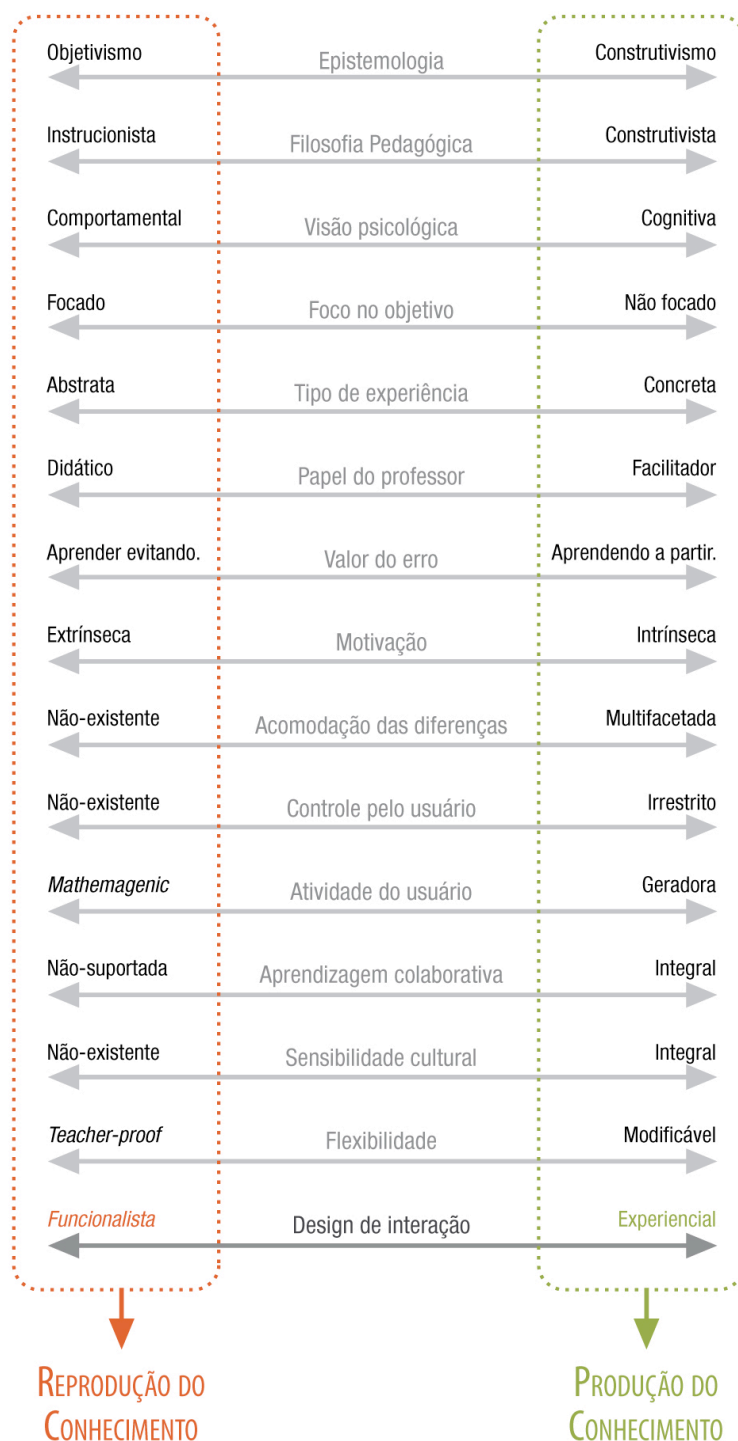 Objetivismo
Epistemologia
Construtivismo
Instrucionista
Filosofia Pedagógica
Construtivista
Comportamental
Visão psicológica
Cognitiva
Focado
Foco no objetivo
Não focado
Abstrata
Tipo de experiência
Concreta
Didático
Papel do professor
Facilitador
Aprender evitando.
Valor do erro
Aprendendo a partir.
Extrínseca
Motivação
Intrínseca
Não-existente
Acomodação das diferenças
Multifacetada
Não-existente
Controle pelo usuário
Irrestrito
Mathemagenic
Atividade do usuário
Geradora
Não-suportada
Aprendizagem colaborativa
Integral
Não-existente
Sensibilidade cultural
Integral
Teacher-proof
Flexibilidade
Modificável
Funcionalista
Design de interação
Experiencial
Reprodução do
Conhecimento
Produção do
Conhecimento